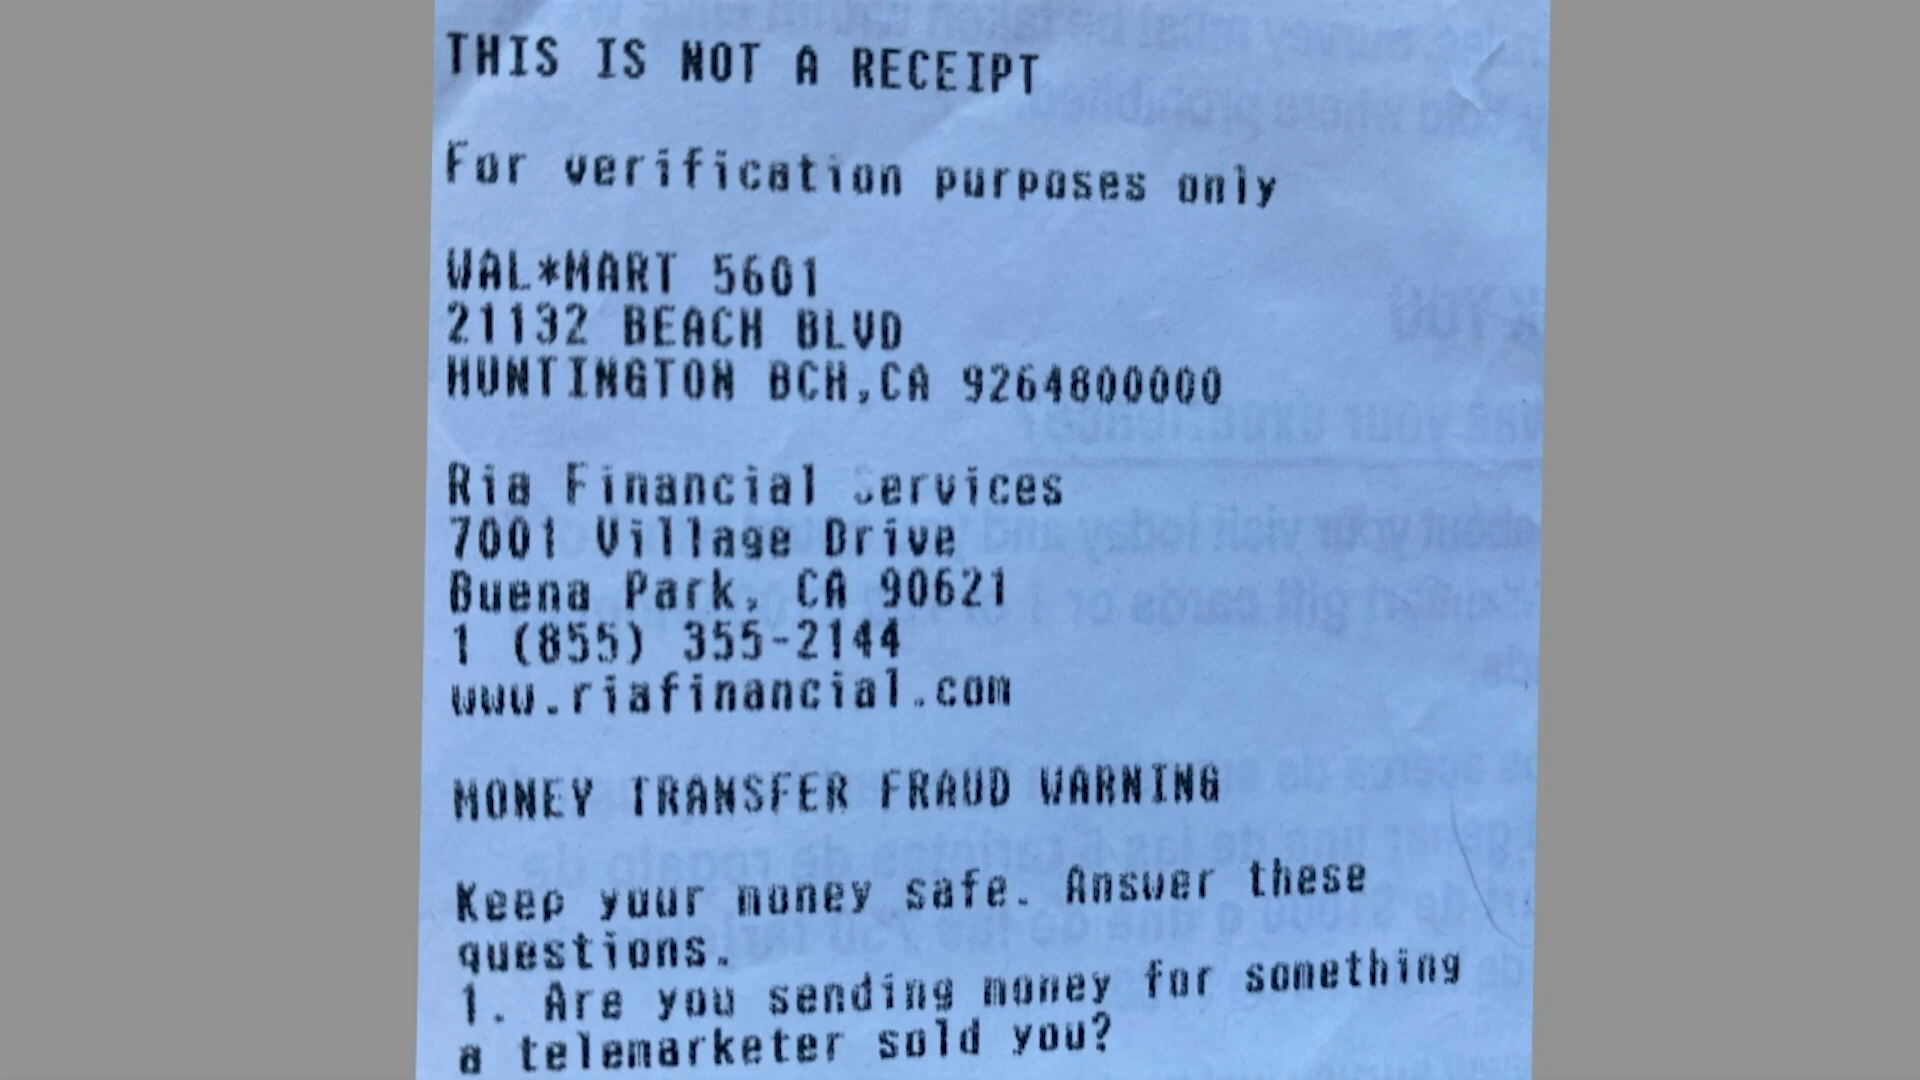 THIS IS NOT A RECEIPT
For verification purposes only
WAL*MART 5601
21132 BEACH BLVD
HUNTINGTON BCH,CA 9264800000
Ria Financial Services
7001 Village Drive
Buena Park, CA 90621
1 (855) 355-2144
www.riafinancial.com
MONEY TRANSFER FRAUD WARNING
Keep your money safe. Answer these
questions.
1. Are you sending money for something
a telemarketer sold you?